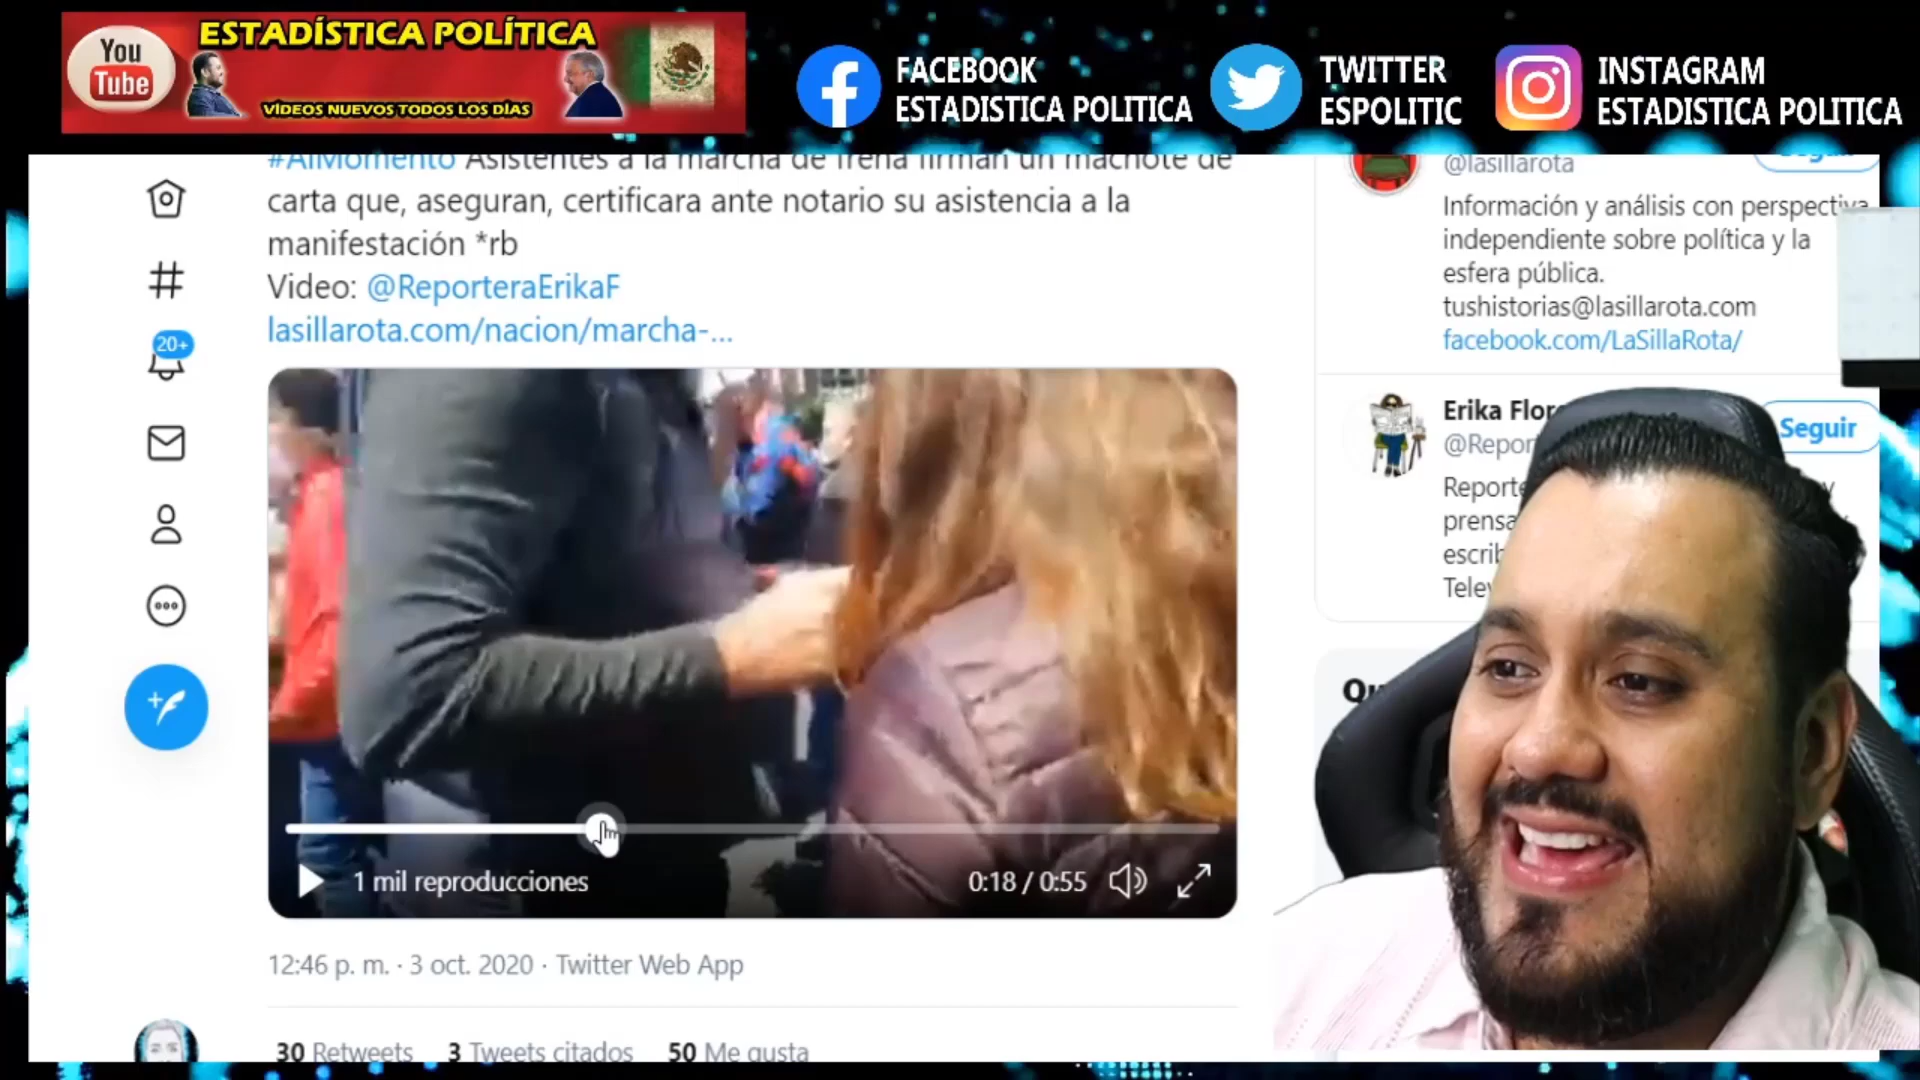 You
Tube
ESTADÍSTICA POLÍTICA
VÍDEOS NUEVOS TODOS LOS DÍAS
FACEBOOK
ESTADISTICA POLITICA
TWITTER
ESPOLITIC
INSTAGRAM
ESTADISTICA POLITICA
#AlMomento Asistentes a la marcha de frena firman un machote de
carta que, aseguran, certificara ante notario su asistencia a la
manifestación *rb
Video: @ReporteraErikaF
lasillarota.com/nacion/marcha-...
20+
1 mil reproducciones
0:18 / 0:55
12:46 p. m. · 3 oct. 2020 · Twitter Web App
30 Retweets 3 Tweets citados 50 Me gusta
@lasillarota
Seguir
Información y análisis con perspectiva
independiente sobre política y la
esfera pública.
tushistorias@lasillarota.com
facebook.com/LaSillaRota/
Erika Flor
Seguir
@Repor
Reporte
y
prensa
escrib
Telev
Qu